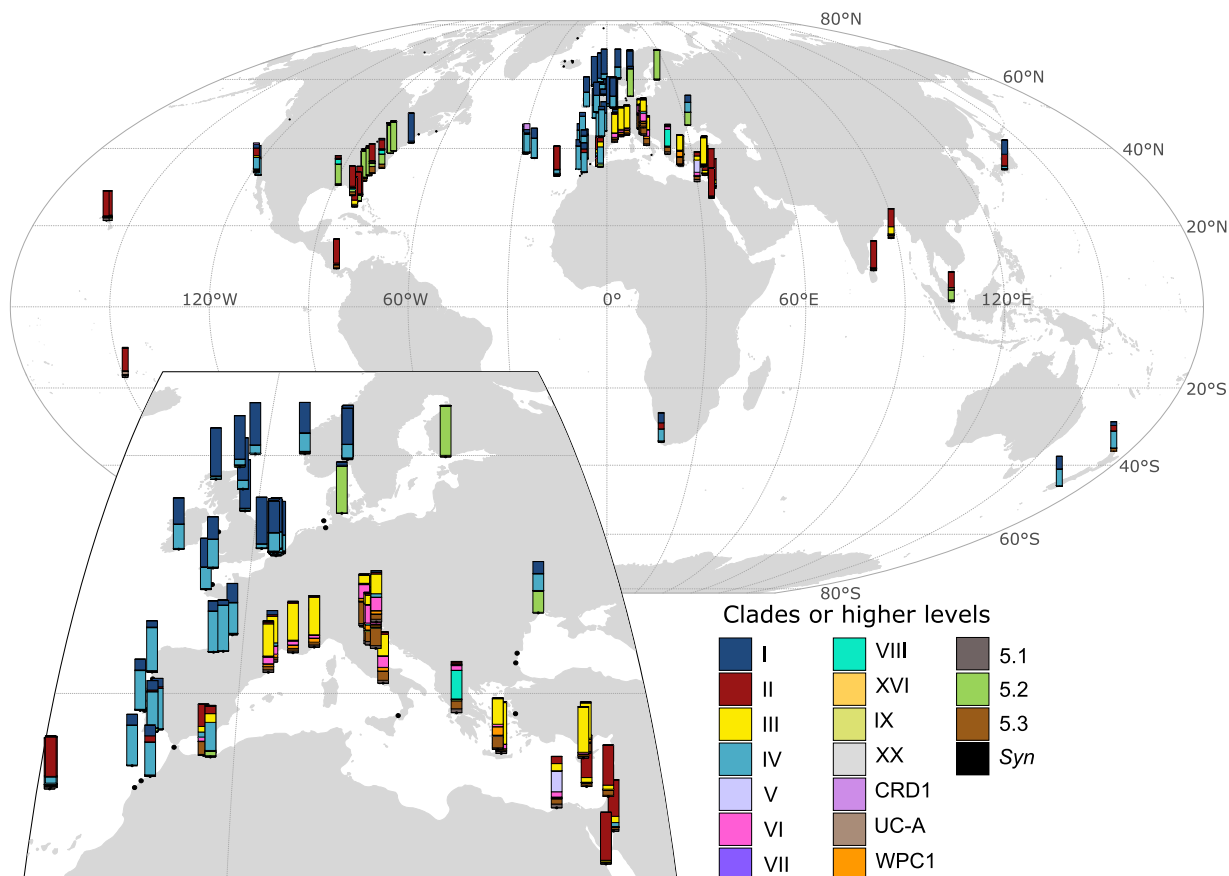 80°N
60°N
40°N
20°N
120°W 60°W 0° 60°E 120°E
20°S
40°S
60°S
80°S
Clades or higher levels
I VIII 5.1
II XVI 5.2
III IX 5.3
IV XX Syn
V CRD1
VI UC-A
VII WPC1